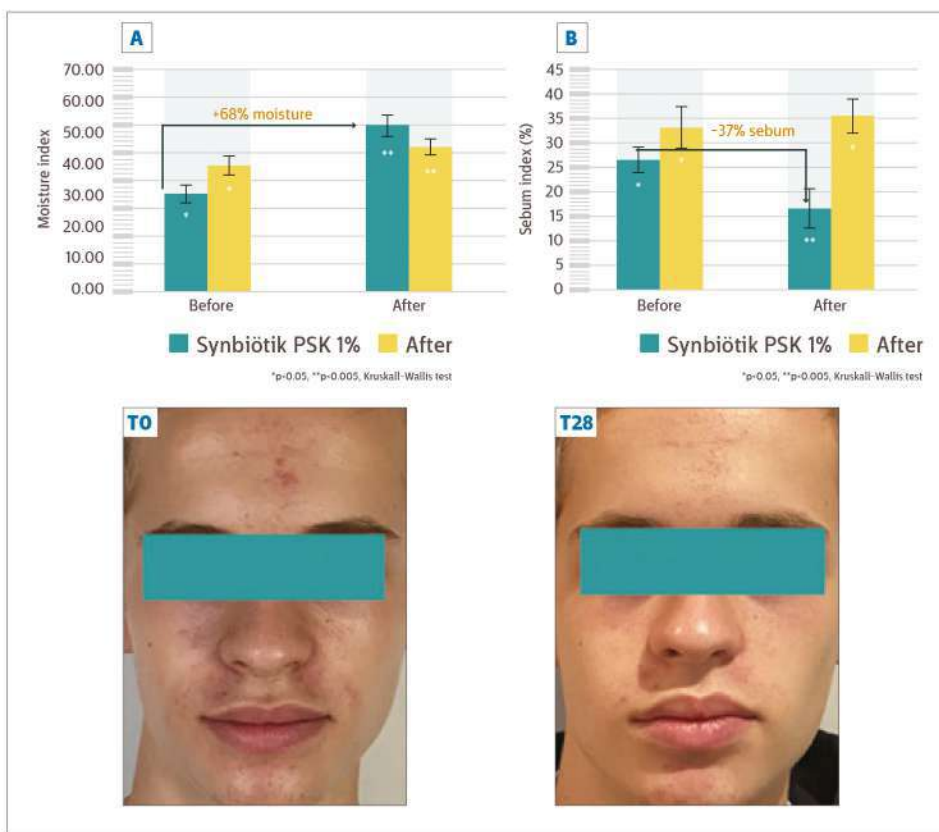 A
70.00
60.00
50.00
40.00
30.00
20.00
10.00
0.00
Moisture index
+68% moisture
*
*
**
**
Before
After
Synbiötik PSK 1% After
*p<0.05, **p<0.005, Kruskall-Wallis test
B
45
40
35
30
25
20
15
10
5
0
Sebum index (%)
-37% sebum
*
*
**
*
Before
After
Synbiötik PSK 1% After
*p<0.05, **p<0.005, Kruskall-Wallis test
T0
T28